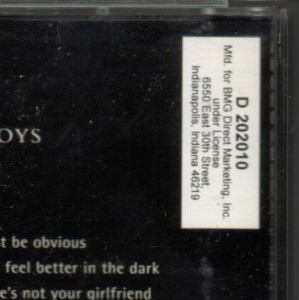 OYS
D 202010
Mfd. for BMG Direct Marketing, Inc.
under License
6550 East 30th Street,
Indianapolis, Indiana 46219
t be obvious
feel better in the dark
e's not your girlfriend